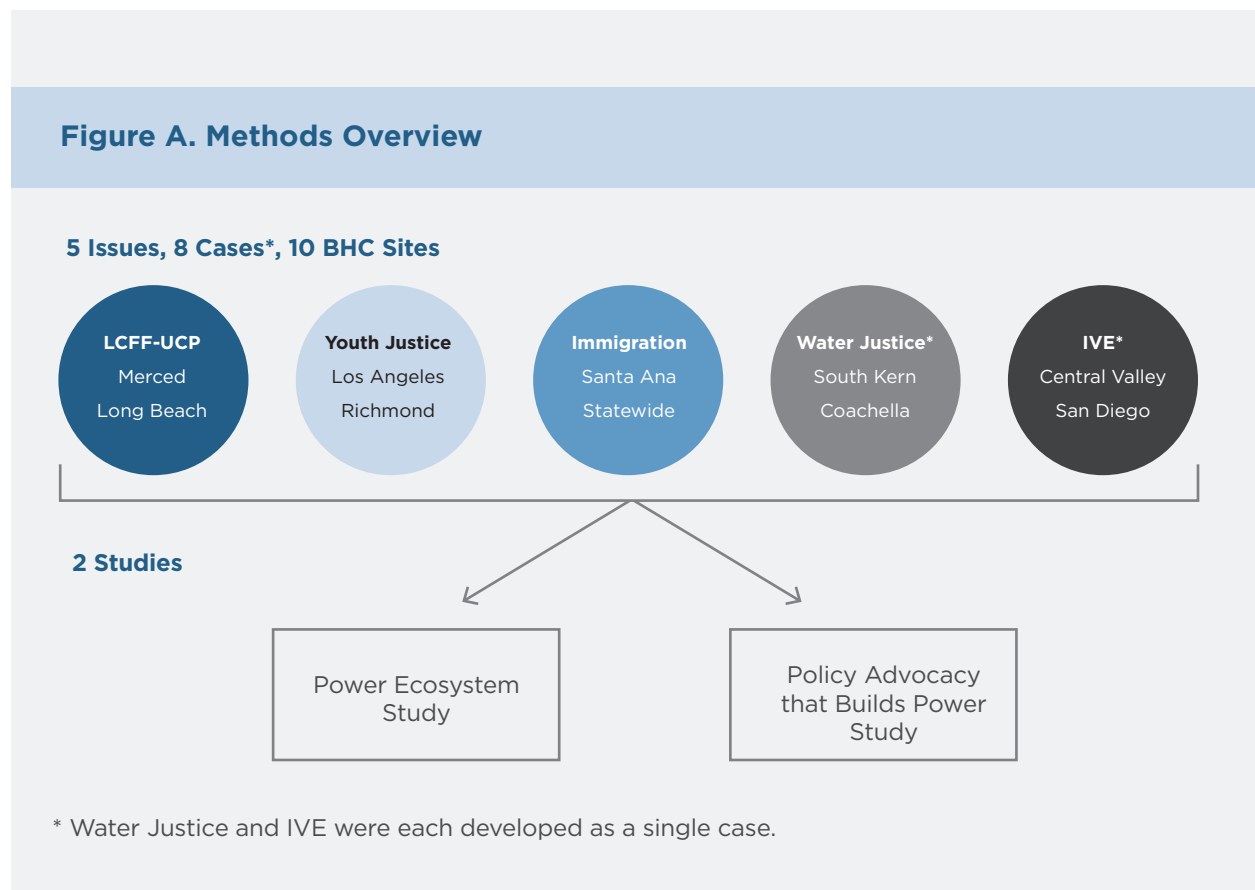 Figure A. Methods Overview
5 Issues, 8 Cases*, 10 BHC Sites
LCFF-UCP
Merced
Long Beach
Youth Justice
Los Angeles
Richmond
Immigration
Santa Ana
Statewide
Water Justice*
South Kern
Coachella
IVE*
Central Valley
San Diego
2 Studies
Power Ecosystem
Study
Policy Advocacy
that Builds Power
Study
* Water Justice and IVE were each developed as a single case.